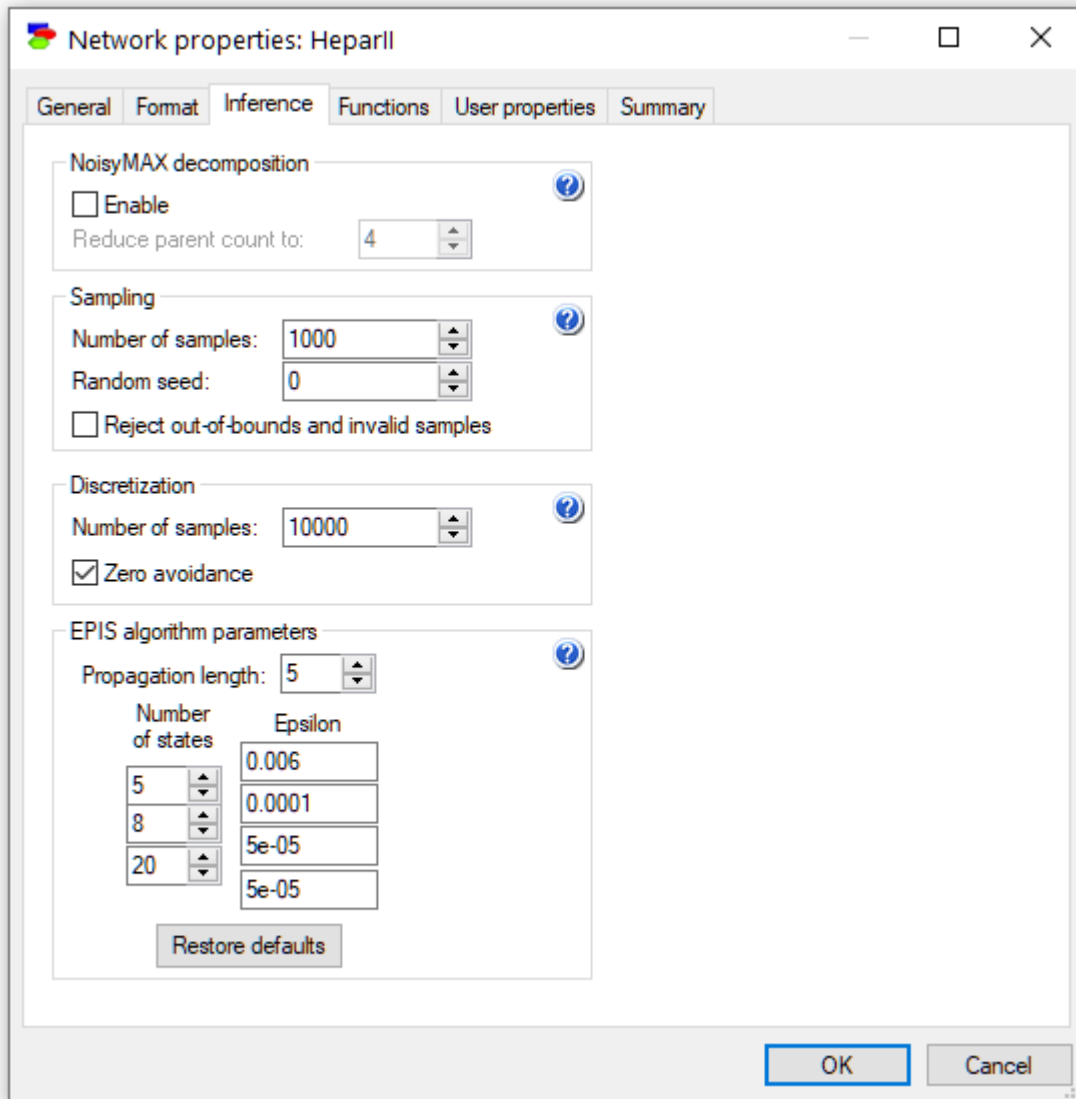 Network properties: HeparII
General Format Inference Functions User properties Summary
NoisyMAX decomposition
Enable
Reduce parent count to: 4
Sampling
Number of samples: 1000
Random seed: 0
Reject out-of-bounds and invalid samples
Discretization
Number of samples: 10000
Zero avoidance
EPIS algorithm parameters
Propagation length: 5
Number
of states
Epsilon
0.006
5
0.0001
8
5e-05
20
5e-05
Restore defaults
OK Cancel